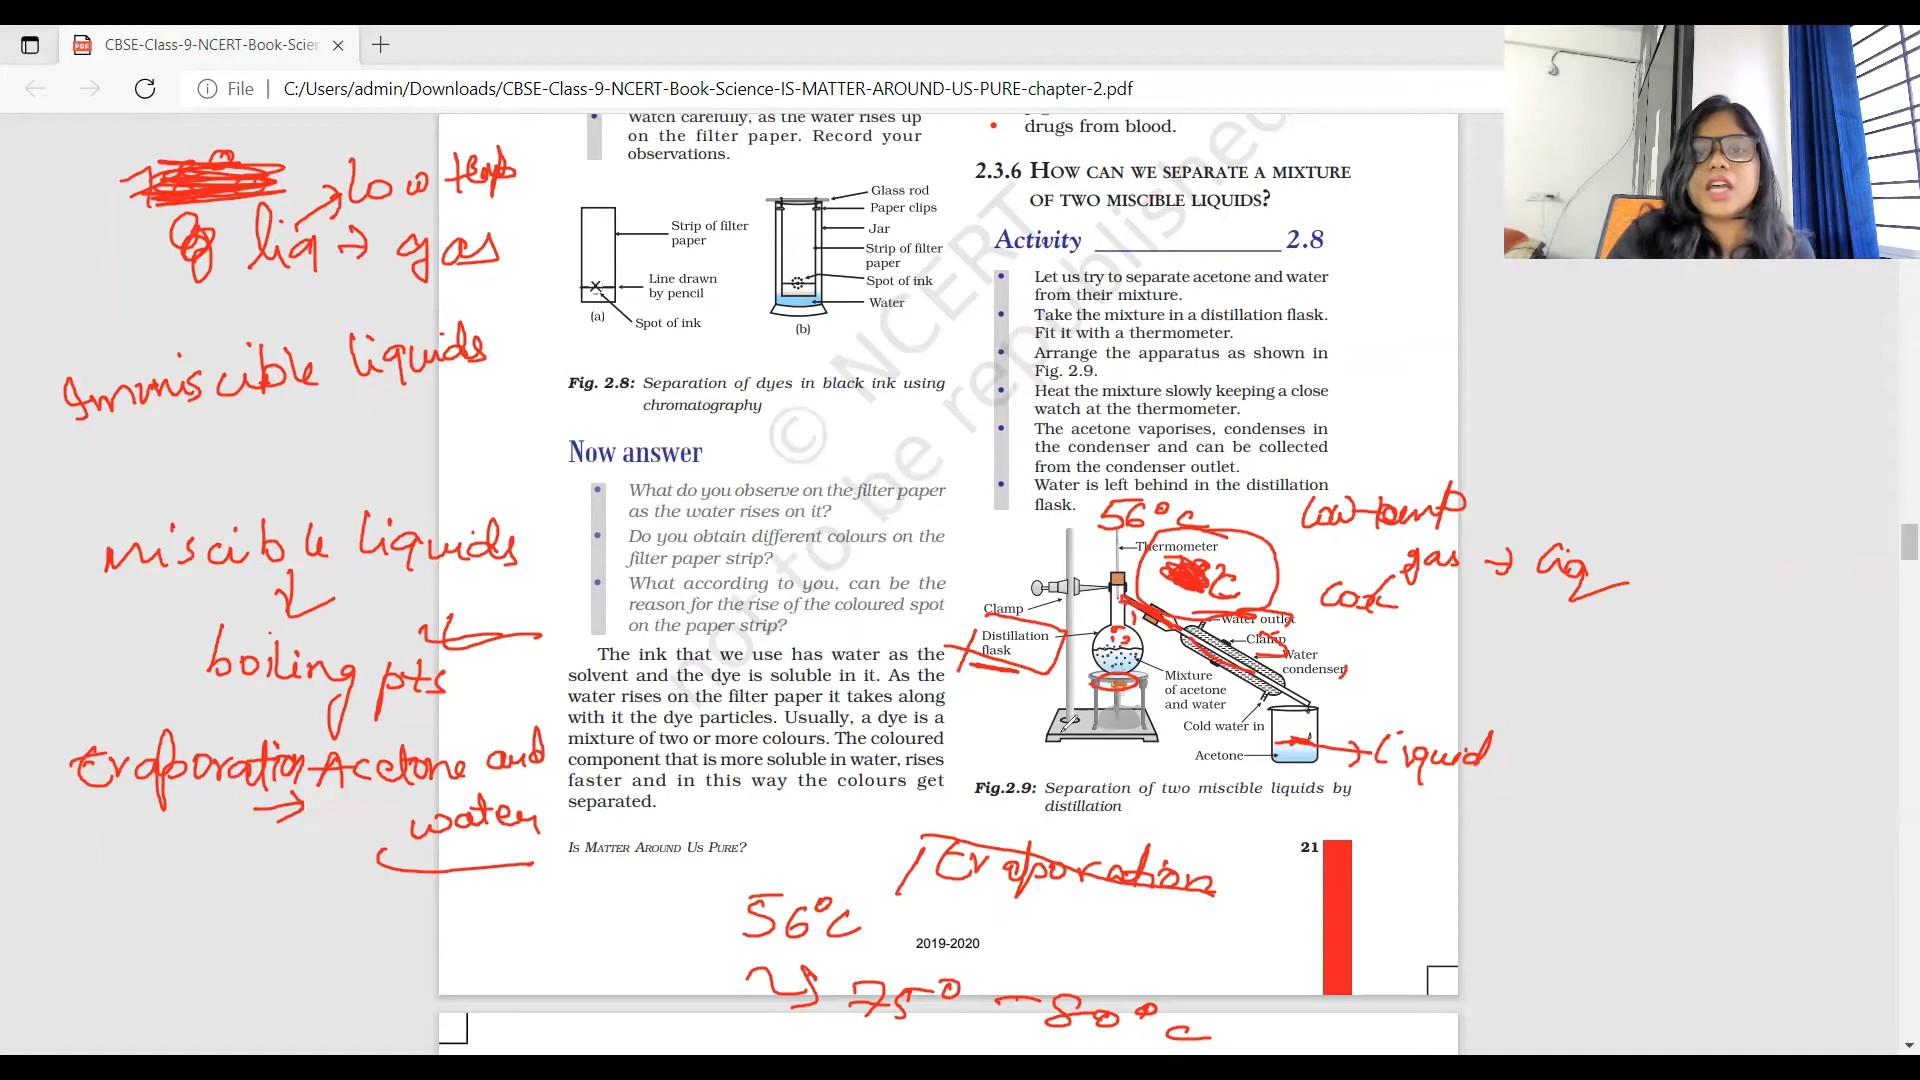 CBSE-Class-9-NCERT-Book-Scie
File
C:/Users/admin/Downloads/CBSE-Class-9-NCERT-Book-Science-IS-MATTER-AROUND-US-PURE-chapter-2.pdf
Low temp
liq → gas
Immiscible liquids
miscible liquids
boiling pts
Evaporation Acetone and
water
Watch carefully, as the water rises up
on the filter paper. Record your
observations.
Strip of filter
paper
Line drawn
by pencil
Spot of ink
(a)
Glass rod
Paper clips
Jar
Strip of filter
paper
Spot of ink
Water
(b)
Fig. 2.8: Separation of dyes in black ink using
chromatography
Now answer
What do you observe on the filter paper
as the water rises on it?
Do you obtain different colours on the
filter paper strip?
What according to you, can be the
reason for the rise of the coloured spot
on the paper strip?
The ink that we use has water as the
solvent and the dye is soluble in it. As the
water rises on the filter paper it takes along
with it the dye particles. Usually, a dye is a
mixture of two or more colours. The coloured
component that is more soluble in water, rises
faster and in this way the colours get
separated.
IS MATTER AROUND US PURE?
drugs from blood.
2.3.6 HOW CAN WE SEPARATE A MIXTURE
OF TWO MISCIBLE LIQUIDS?
Activity 2.8
Let us try to separate acetone and water
from their mixture.
Take the mixture in a distillation flask.
Fit it with a thermometer.
Arrange the apparatus as shown in
Fig. 2.9.
Heat the mixture slowly keeping a close
watch at the thermometer.
The acetone vaporises, condenses in
the condenser and can be collected
from the condenser outlet.
Water is left behind in the distillation
flask.
56°C
Low temp
gas → liq
Thermometer
Clamp
Distillation
flask
Water outlet
Clamp
Water
condenser
Mixture
of acetone
and water
Cold water in
Acetone
Liquid
Fig.2.9: Separation of two miscible liquids by
distillation
21
Evaporation
56°C
2019-2020
75° - 80°C
© NCERT
not to be republished